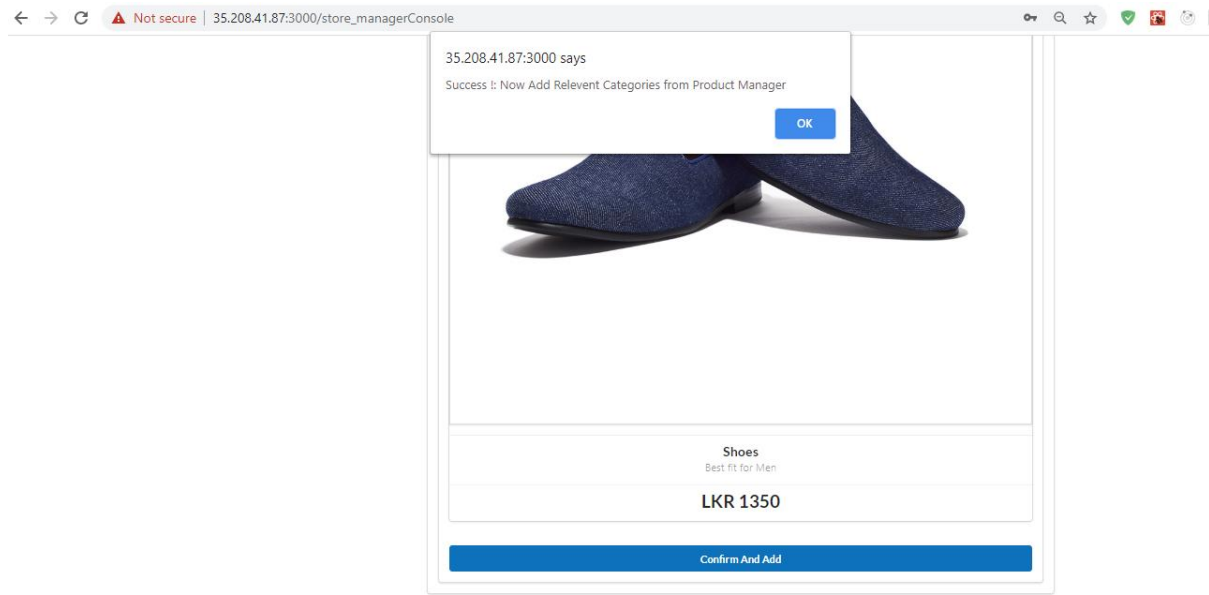 Not secure | 35.208.41.87:3000/store_managerConsole
35.208.41.87:3000 says
Success !: Now Add Relevent Categories from Product Manager
OK
Shoes
Best fit for Men
LKR 1350
Confirm And Add